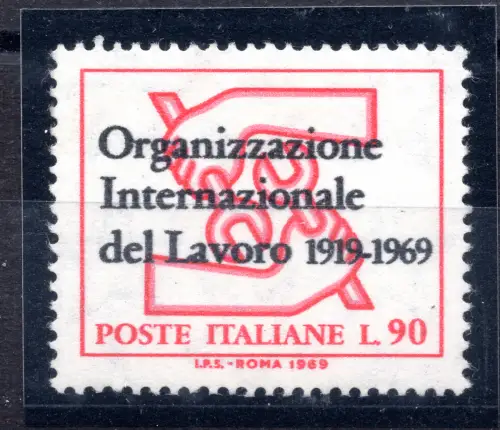 Organizzazione
Internazionale
del Lavoro 1919-1969
POSTE ITALIANE L. 90
I.P.S. - ROMA 1969